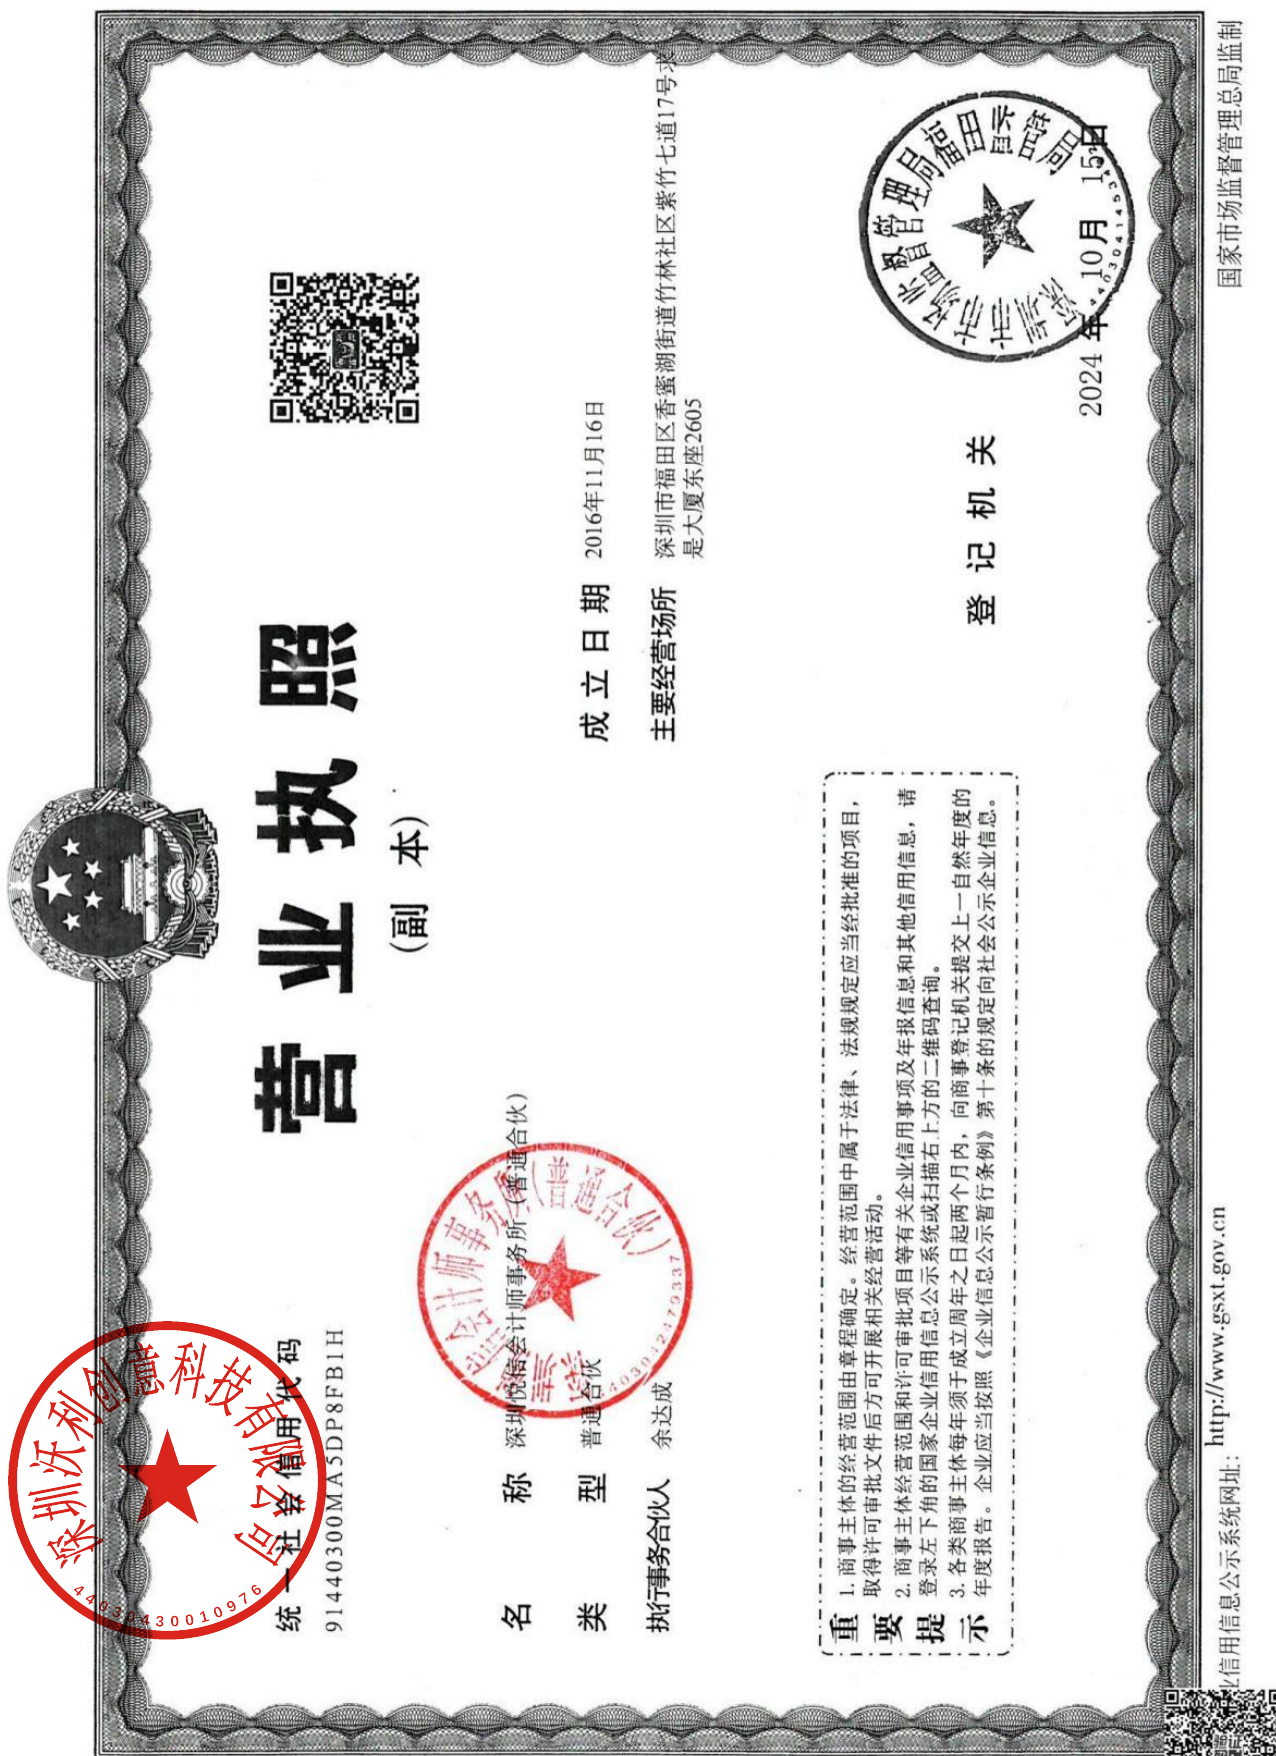 营业执照
(副 本)
统一社会信用代码
91440300MA5DP8FB1H
名 称 深圳悦信会计师事务所(普通合伙)
类 型 普通合伙
执行事务合伙人 余达成
成立日期 2016年11月16日
主要经营场所 深圳市福田区香蜜湖街道竹林社区紫竹七道17号求
是大厦东座2605
重要提示
1. 商事主体的经营范围由章程确定。经营范围中属于法律、法规规定应当经批准的项目,
取得许可审批文件后方可开展相关经营活动。
2. 商事主体经营范围和许可审批项目等有关企业信用事项及年报信息和其他信用信息,请
登录左下角的国家企业信用信息公示系统或扫描右上方的二维码查询。
3. 各类商事主体每年须于成立周年之日起两个月内,向商事登记机关提交上一自然年度的
年度报告。企业应当按照《企业信息公示暂行条例》第十条的规定向社会公示企业信息。
登记机关
2024年10月15日
深圳市市场监督管理局福田监管局
深圳悦信会计师事务所(普通合伙)
4403042479337
深圳沃利创意科技有限公司
44030430010976
业信用信息公示系统网址: http://www.gsxt.gov.cn
国家市场监督管理总局监制